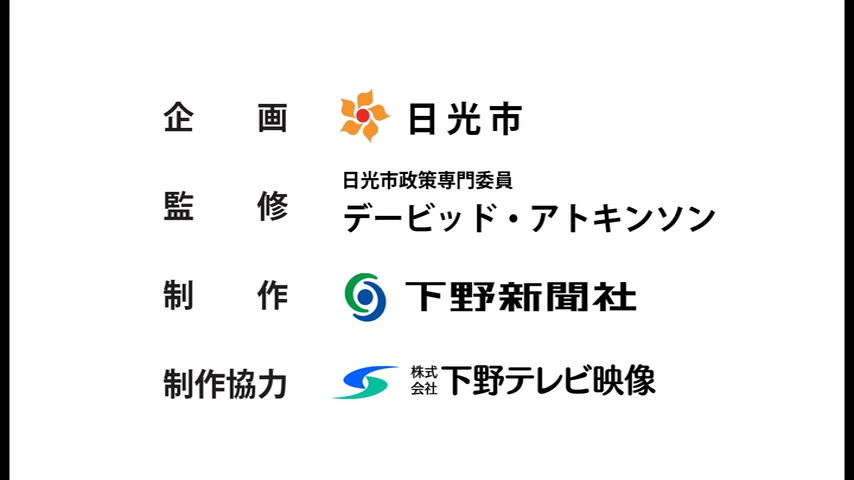 企画 日光市
監修 日光市政策専門委員
デービッド・アトキンソン
制作 下野新聞社
制作協力 株式会社 下野テレビ映像